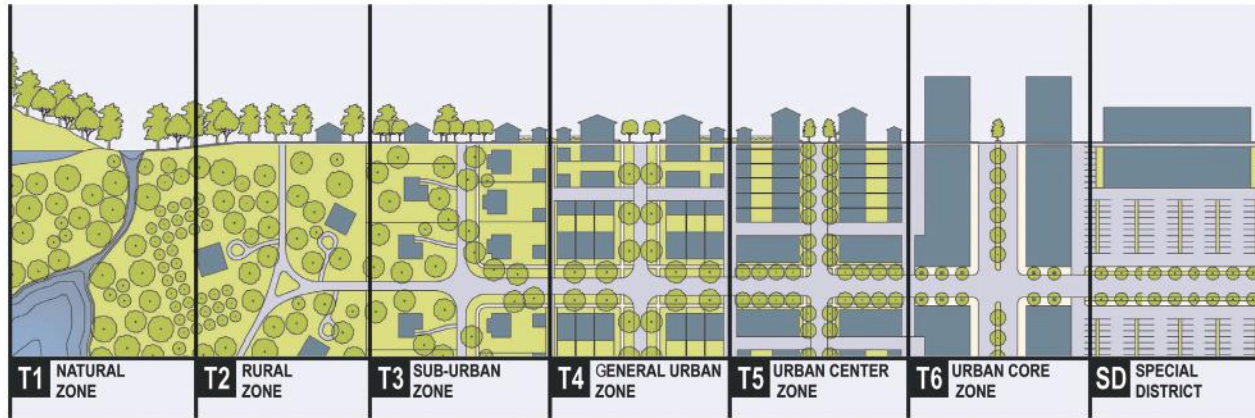 T1 NATURAL
ZONE
T2 RURAL
ZONE
T3 SUB-URBAN
ZONE
T4 GENERAL URBAN
ZONE
T5 URBAN CENTER
ZONE
T6 URBAN CORE
ZONE
SD SPECIAL
DISTRICT